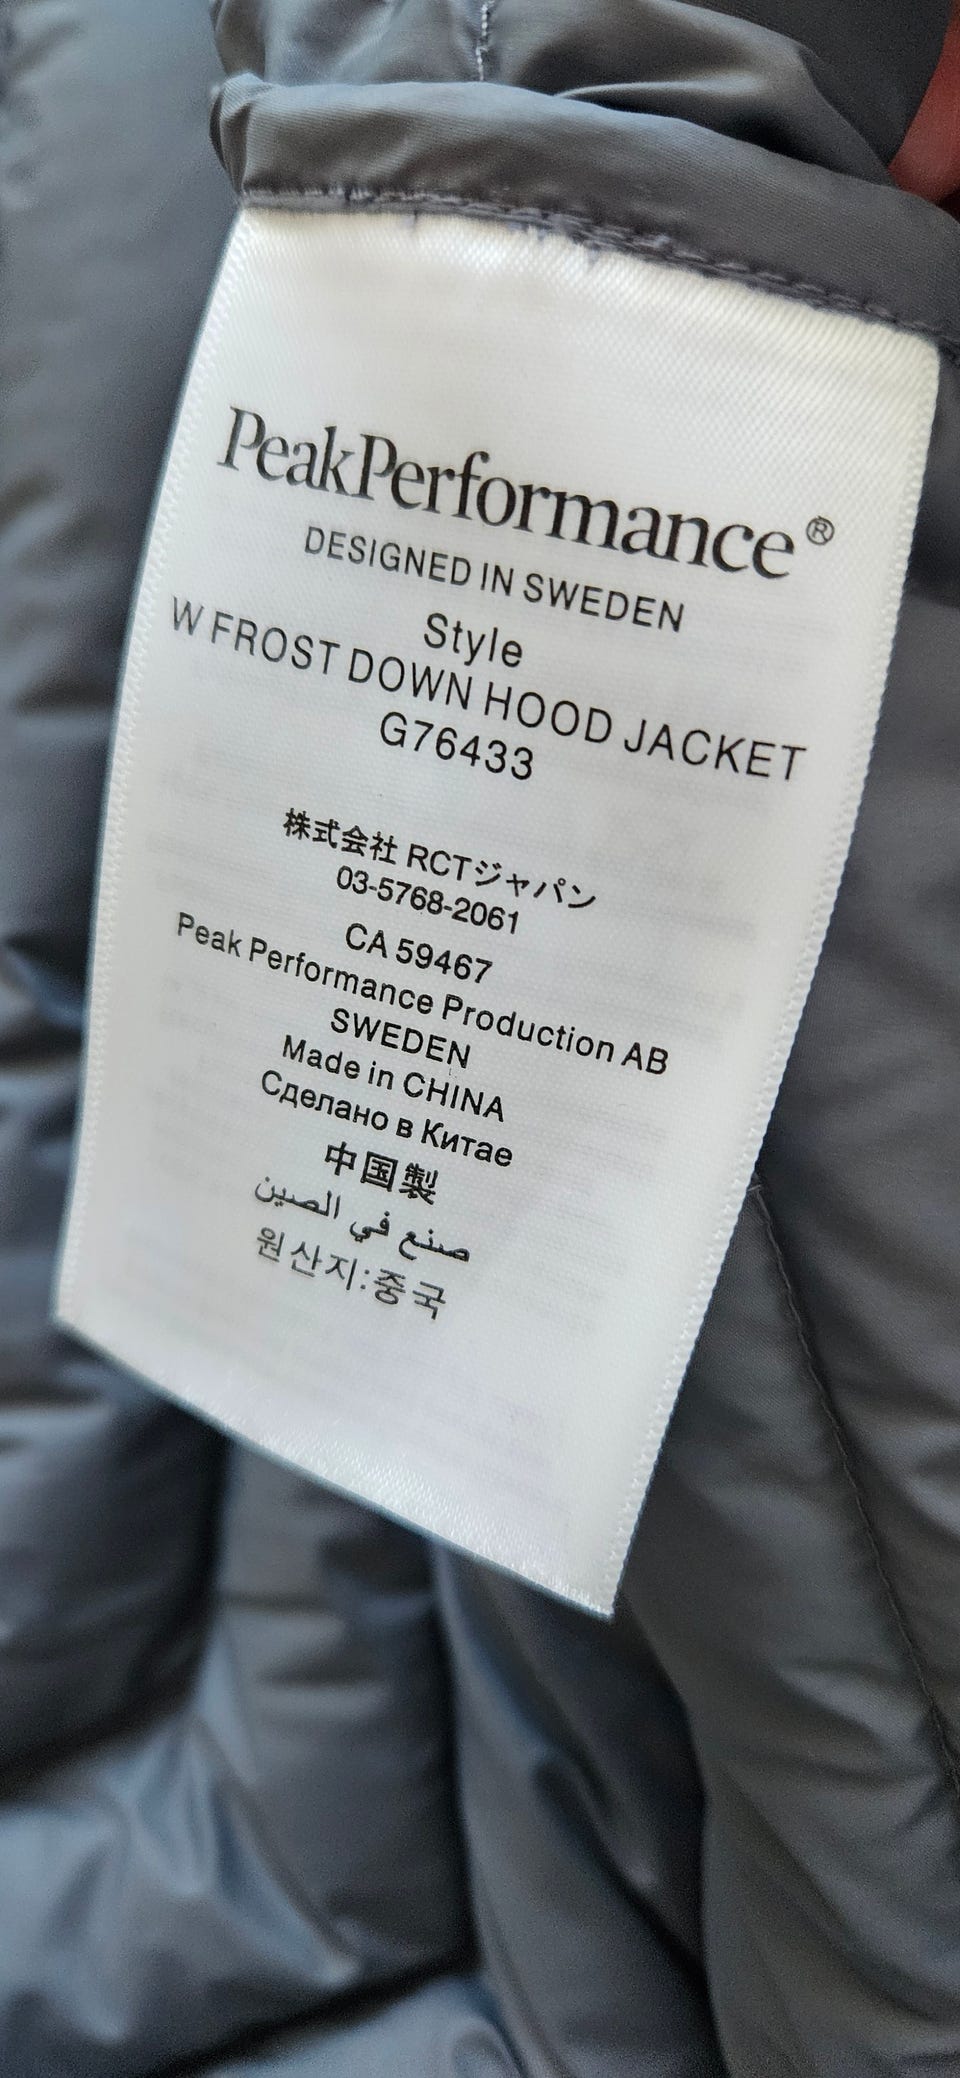 PeakPerformance®
DESIGNED IN SWEDEN
Style
W FROST DOWN HOOD JACKET
G76433
株式会社 RCTジャパン
03-5768-2061
CA 59467
Peak Performance Production AB
SWEDEN
Made in CHINA
Сделано в Китае
中国製
صنع في الصين
원산지:중국